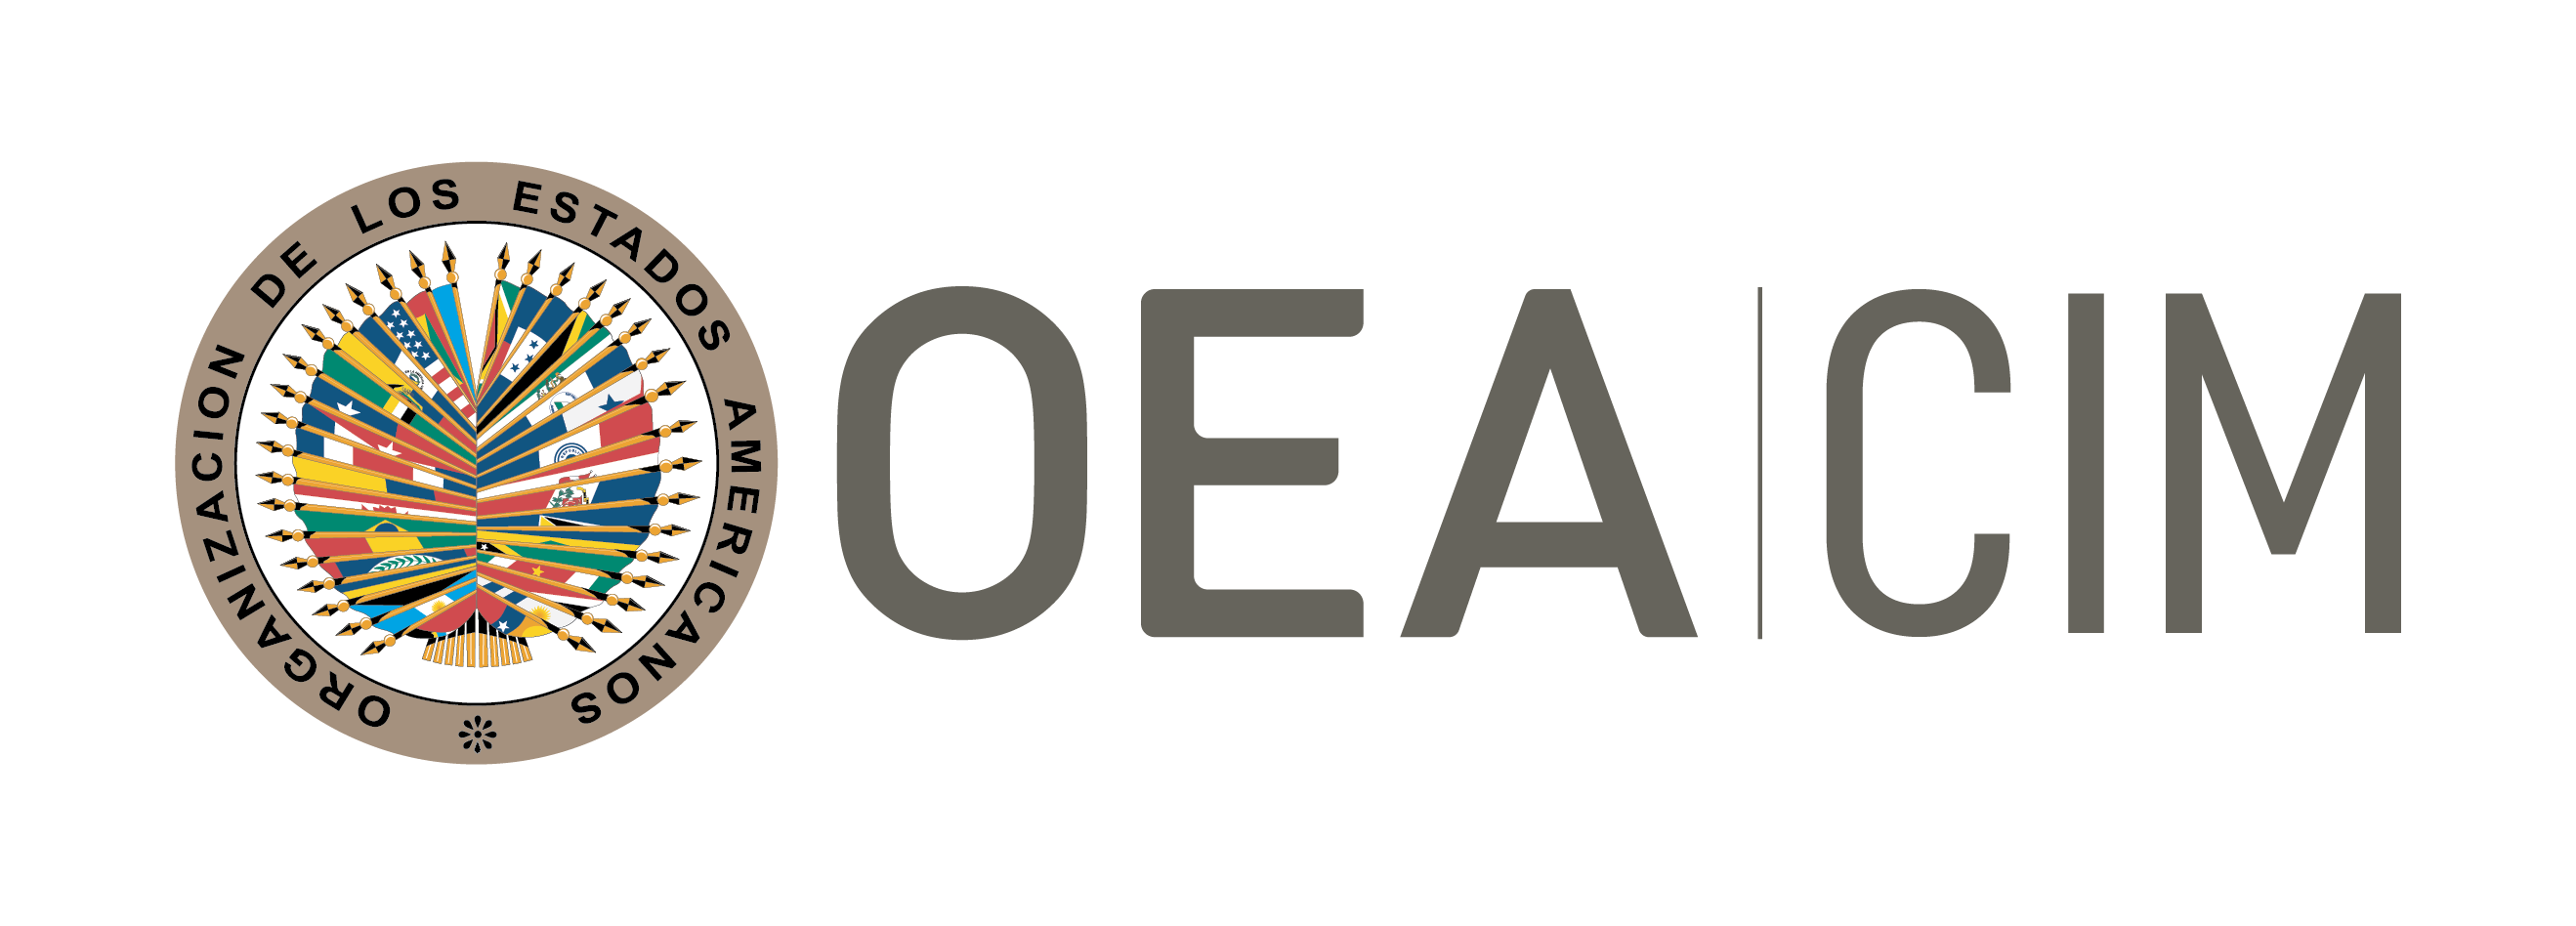 ORGANIZACION DE LOS ESTADOS AMERICANOS
OEA|CIM